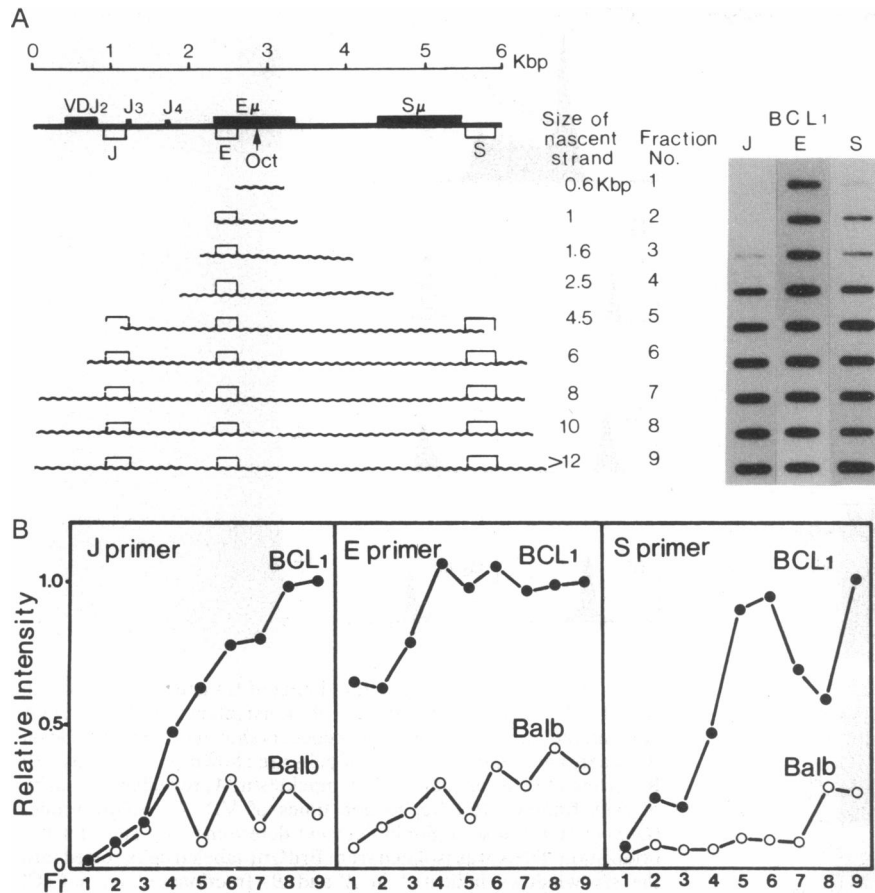 A
0 1 2 3 4 5 6 Kbp
VDJ2 J3 J4 Eμ Sμ
J E Oct S
Size of nascent strand
Fraction No.
BCL1
J E S
0.6 Kbp 1
1 2
1.6 3
2.5 4
4.5 5
6 6
8 7
10 8
>12 9
B
J primer
BCL1
Balb
E primer
BCL1
Balb
S primer
BCL1
Balb
Relative Intensity
1.0
0.5
0
Fr 1 2 3 4 5 6 7 8 9 1 2 3 4 5 6 7 8 9 1 2 3 4 5 6 7 8 9